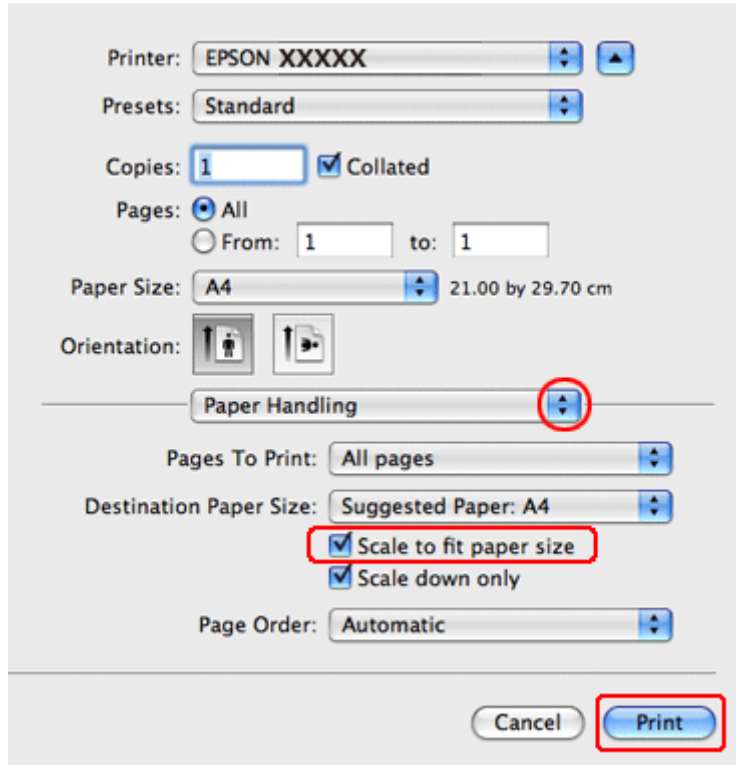 Printer: EPSON XXXXX
Presets: Standard
Copies: 1 Collated
Pages: All
From: 1 to: 1
Paper Size: A4 21.00 by 29.70 cm
Orientation:
Paper Handling
Pages To Print: All pages
Destination Paper Size: Suggested Paper: A4
Scale to fit paper size
Scale down only
Page Order: Automatic
Cancel Print